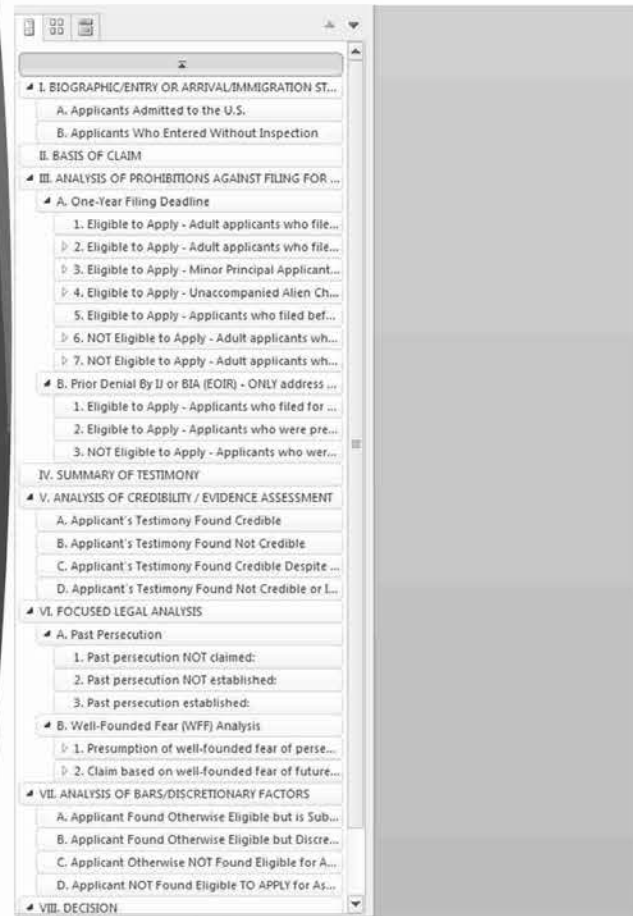 I. BIOGRAPHIC/ENTRY OR ARRIVAL/IMMIGRATION ST...
A. Applicants Admitted to the U.S.
B. Applicants Who Entered Without Inspection
II. BASIS OF CLAIM
III. ANALYSIS OF PROHIBITIONS AGAINST FILING FOR ...
A. One-Year Filing Deadline
1. Eligible to Apply - Adult applicants who file...
2. Eligible to Apply - Adult applicants who file...
3. Eligible to Apply - Minor Principal Applicant...
4. Eligible to Apply - Unaccompanied Alien Ch...
5. Eligible to Apply - Applicants who filed bef...
6. NOT Eligible to Apply - Adult applicants wh...
7. NOT Eligible to Apply - Adult applicants wh...
B. Prior Denial By IJ or BIA (EOIR) - ONLY address ...
1. Eligible to Apply - Applicants who filed for ...
2. Eligible to Apply - Applicants who were pre...
3. NOT Eligible to Apply - Applicants who wer...
IV. SUMMARY OF TESTIMONY
V. ANALYSIS OF CREDIBILITY / EVIDENCE ASSESSMENT
A. Applicant's Testimony Found Credible
B. Applicant's Testimony Found Not Credible
C. Applicant's Testimony Found Credible Despite ...
D. Applicant's Testimony Found Not Credible or I...
VI. FOCUSED LEGAL ANALYSIS
A. Past Persecution
1. Past persecution NOT claimed:
2. Past persecution NOT established:
3. Past persecution established:
B. Well-Founded Fear (WFF) Analysis
1. Presumption of well-founded fear of perse...
2. Claim based on well-founded fear of future...
VII. ANALYSIS OF BARS/DISCRETIONARY FACTORS
A. Applicant Found Otherwise Eligible but is Sub...
B. Applicant Found Otherwise Eligible but Discre...
C. Applicant Otherwise NOT Found Eligible for A...
D. Applicant NOT Found Eligible TO APPLY for As...
VIII. DECISION